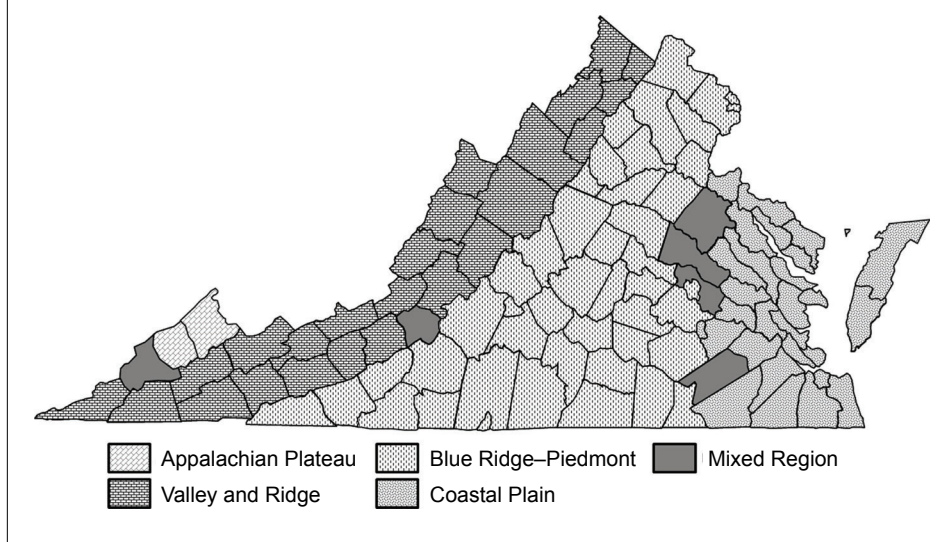 Appalachian Plateau
Blue Ridge–Piedmont
Mixed Region
Valley and Ridge
Coastal Plain